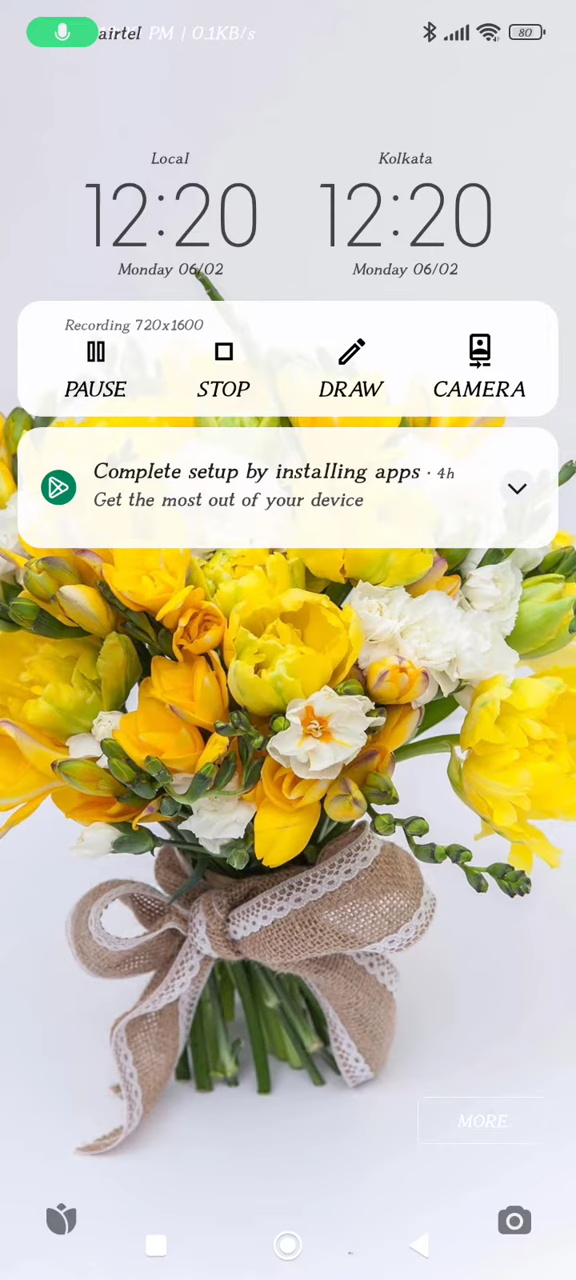 airtel PM | 0.1KB/s 80
Local Kolkata
12:20 12:20
Monday 06/02 Monday 06/02
Recording 720x1600
PAUSE STOP DRAW CAMERA
Complete setup by installing apps · 4h
Get the most out of your device
MORE